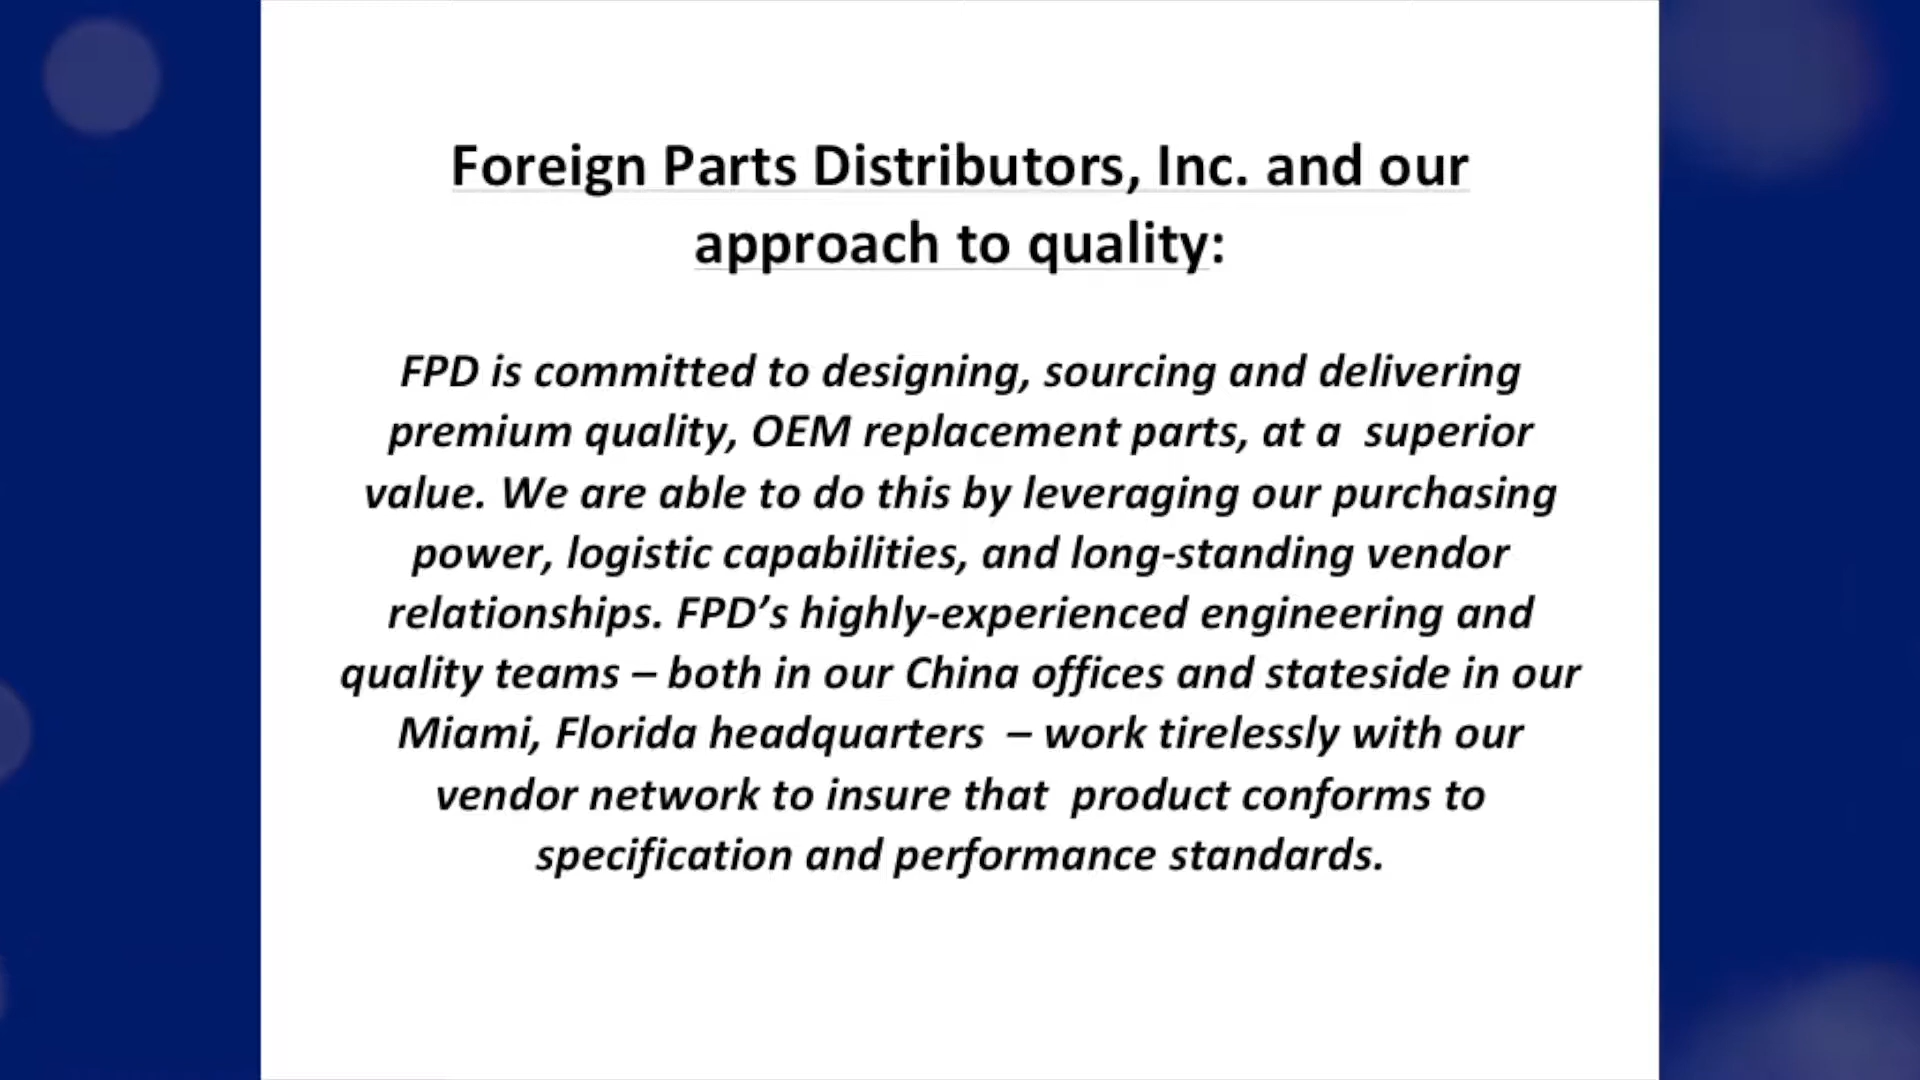 Foreign Parts Distributors, Inc. and our
approach to quality:
FPD is committed to designing, sourcing and delivering
premium quality, OEM replacement parts, at a  superior
value. We are able to do this by leveraging our purchasing
power, logistic capabilities, and long-standing vendor
relationships. FPD’s highly-experienced engineering and
quality teams – both in our China offices and stateside in our
Miami, Florida headquarters  – work tirelessly with our
vendor network to insure that  product conforms to
specification and performance standards.